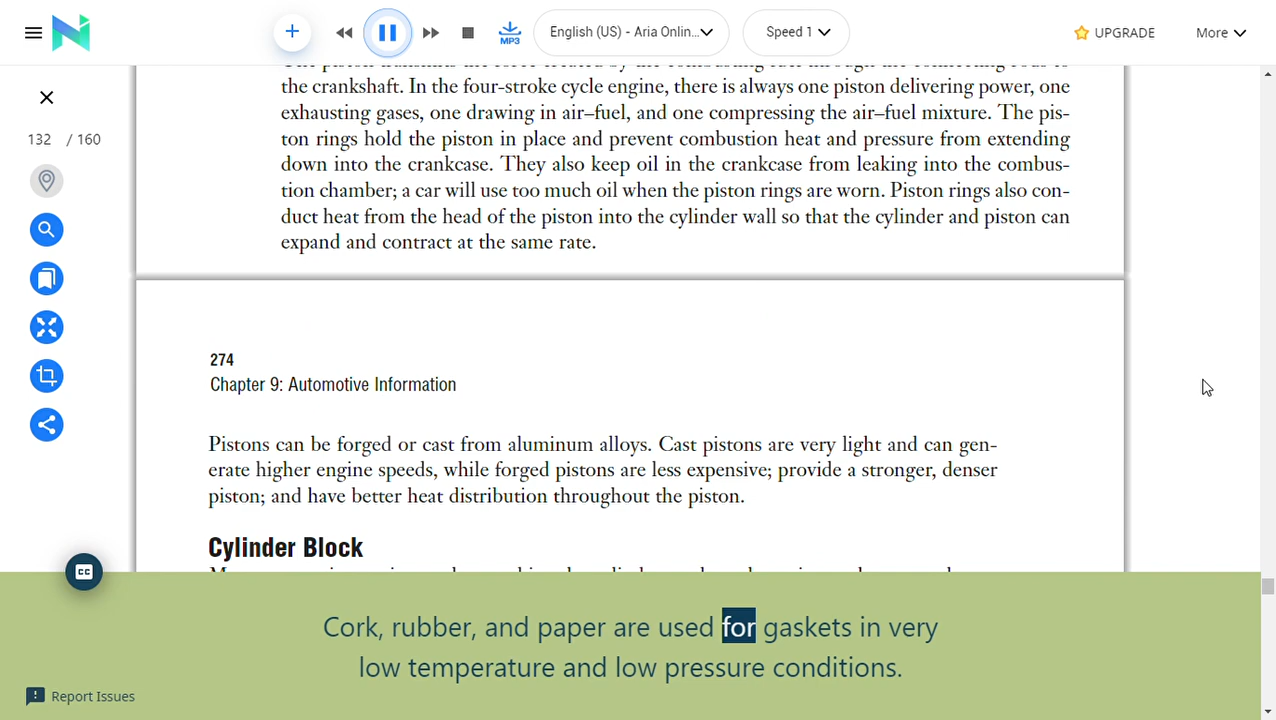 MP3
English (US) - Aria Onlin...
Speed 1
UPGRADE
More
132 / 160
the crankshaft. In the four-stroke cycle engine, there is always one piston delivering power, one
exhausting gases, one drawing in air–fuel, and one compressing the air–fuel mixture. The pis-
ton rings hold the piston in place and prevent combustion heat and pressure from extending
down into the crankcase. They also keep oil in the crankcase from leaking into the combus-
tion chamber; a car will use too much oil when the piston rings are worn. Piston rings also con-
duct heat from the head of the piston into the cylinder wall so that the cylinder and piston can
expand and contract at the same rate.
274
Chapter 9: Automotive Information
Pistons can be forged or cast from aluminum alloys. Cast pistons are very light and can gen-
erate higher engine speeds, while forged pistons are less expensive; provide a stronger, denser
piston; and have better heat distribution throughout the piston.
Cylinder Block
CC
Cork, rubber, and paper are used for gaskets in very
low temperature and low pressure conditions.
Report Issues